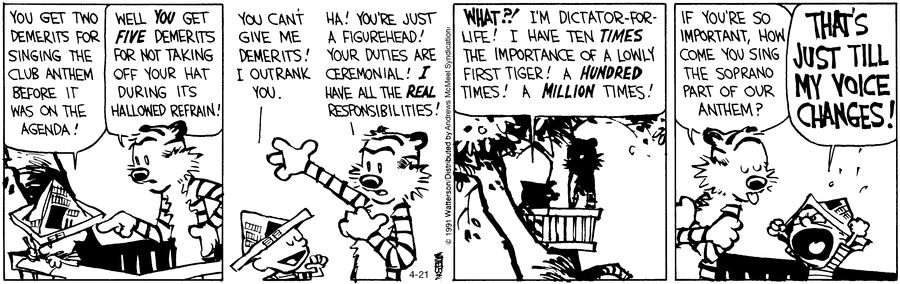 YOU GET TWO
DEMERITS FOR
SINGING THE
CLUB ANTHEM
BEFORE IT
WAS ON THE
AGENDA!
WELL YOU GET
FIVE DEMERITS
FOR NOT TAKING
OFF YOUR HAT
DURING ITS
HALLOWED REFRAIN!
YOU CAN'T
GIVE ME
DEMERITS!
I OUTRANK
YOU.
HA! YOU'RE JUST
A FIGUREHEAD!
YOUR DUTIES ARE
CEREMONIAL! I
HAVE ALL THE REAL
RESPONSIBILITIES!
4-21
WATTERSON
© 1991 Watterson/Distributed by Andrews McMeel Syndication
WHAT?! I'M DICTATOR-FOR-
LIFE! I HAVE TEN TIMES
THE IMPORTANCE OF A LOWLY
FIRST TIGER! A HUNDRED
TIMES! A MILLION TIMES!
IF YOU'RE SO
IMPORTANT, HOW
COME YOU SING
THE SOPRANO
PART OF OUR
ANTHEM?
THAT'S
JUST TILL
MY VOICE
CHANGES!